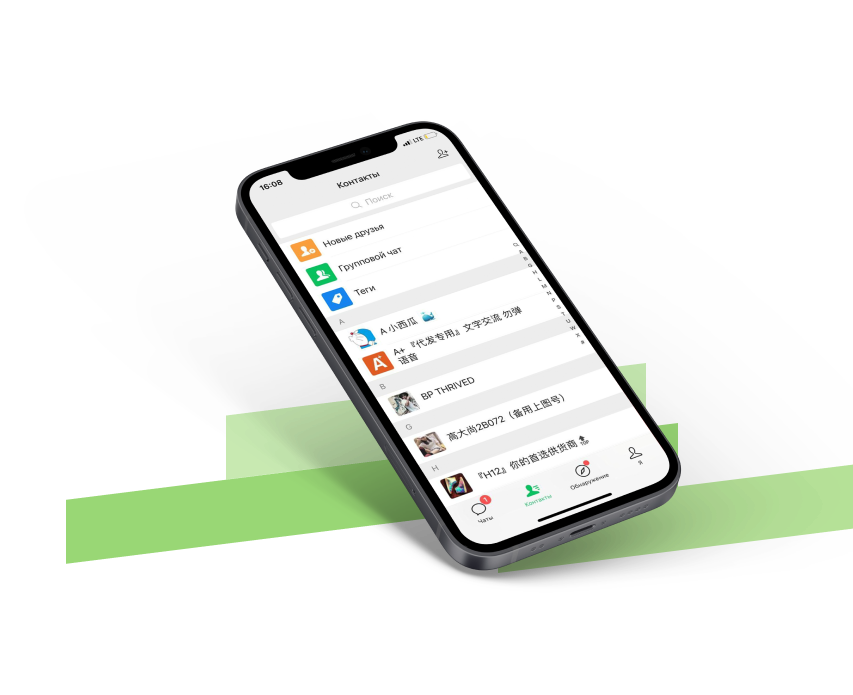 16:08
LTE
Контакты
Поиск
Новые друзья
Групповой чат
Теги
A
A 小西瓜
A+ 『代发专用』文字交流 勿弹
语音
B
BP THRIVED
G
高大尚2B072（备用上图号）
H
『H12』你的首选供货商
TOP
Q
A
B
G
H
L
M
N
P
S
T
U
W
X
#
1
Чаты
Контакты
Обнаружение
Я